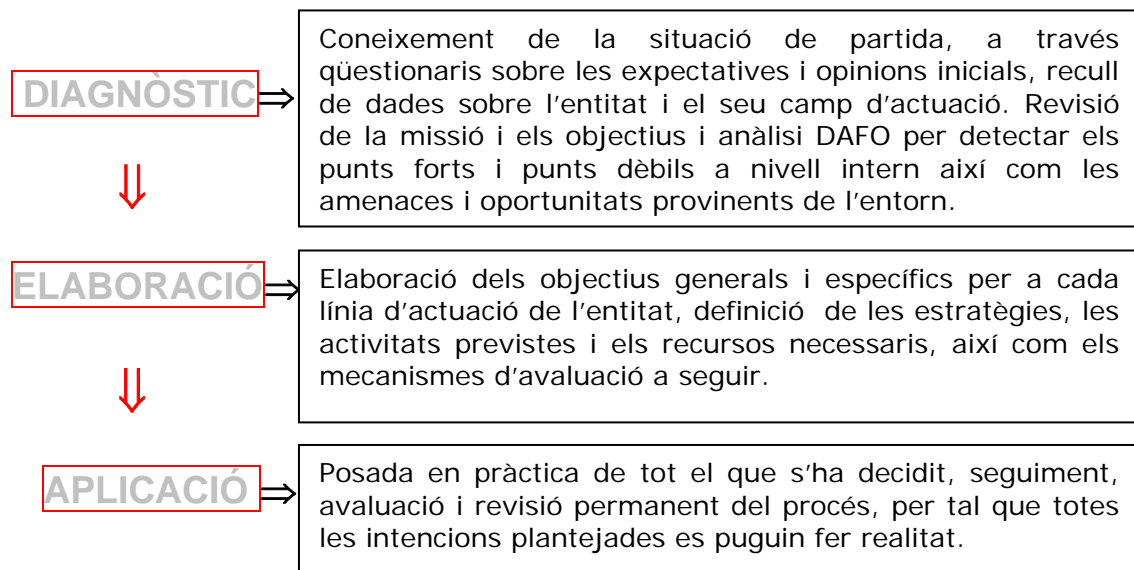 DIAGNÒSTIC
Coneixement de la situació de partida, a través
qüestionaris sobre les expectatives i opinions inicials, recull
de dades sobre l'entitat i el seu camp d'actuació. Revisió
de la missió i els objectius i anàlisi DAFO per detectar els
punts forts i punts dèbils a nivell intern així com les
amenaces i oportunitats provinents de l'entorn.
ELABORACIÓ
Elaboració dels objectius generals i específics per a cada
línia d'actuació de l'entitat, definició de les estratègies, les
activitats previstes i els recursos necessaris, així com els
mecanismes d'avaluació a seguir.
APLICACIÓ
Posada en pràctica de tot el que s'ha decidit, seguiment,
avaluació i revisió permanent del procés, per tal que totes
les intencions plantejades es puguin fer realitat.